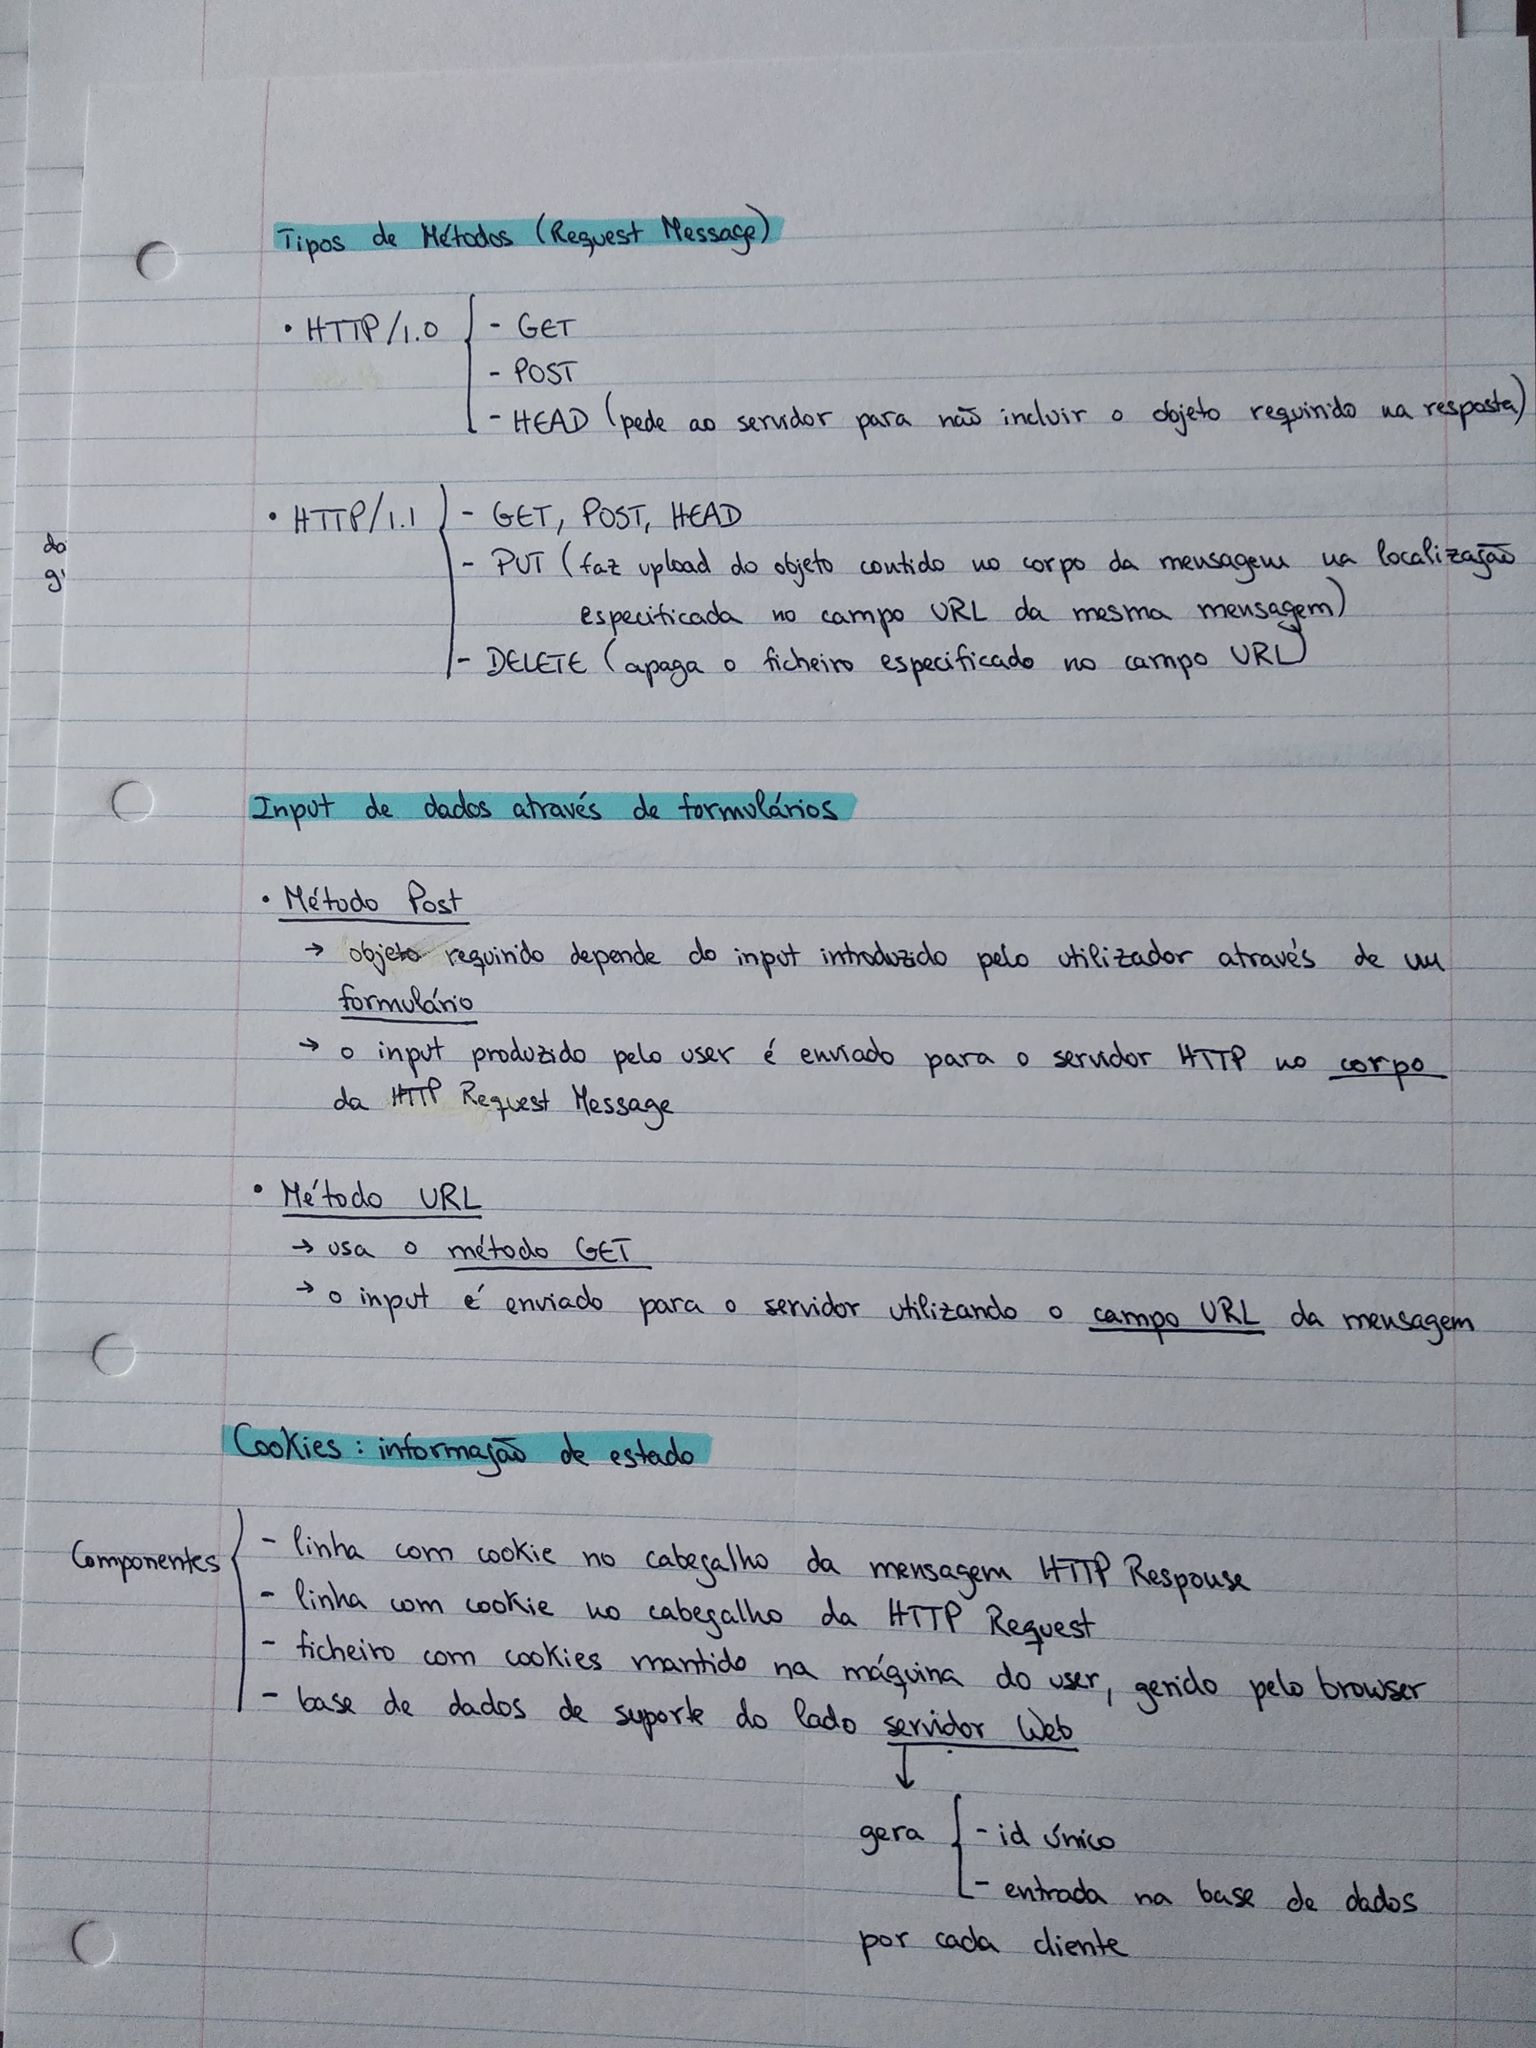 Tipos de Métodos (Request Message)
• HTTP/1.0 - GET
- POST
- HEAD (pede ao servidor para não incluir o objeto requirido na resposta)
• HTTP/1.1 - GET, POST, HEAD
- PUT (faz upload do objeto contido no corpo da mensagem na localização
especificada no campo URL da mesma mensagem)
- DELETE (apaga o ficheiro especificado no campo URL)
do
Input de dados através de formulários
• Método Post
→ objeto requirido depende do input introduzido pelo utilizador através de um
formulário
→ o input produzido pelo user é enviado para o servidor HTTP no corpo
da HTTP Request Message
• Método URL
→ usa o método GET
→ o input é enviado para o servidor utilizando o campo URL da mensagem
Cookies : informação de estado
Componentes - linha com cookie no cabeçalho da mensagem HTTP Response
- linha com cookie no cabeçalho da HTTP Request
- ficheiro com cookies mantido na máquina do user, gerido pelo browser
- base de dados de suporte do lado servidor Web
↓
gera - id único
- entrada na base de dados
por cada cliente